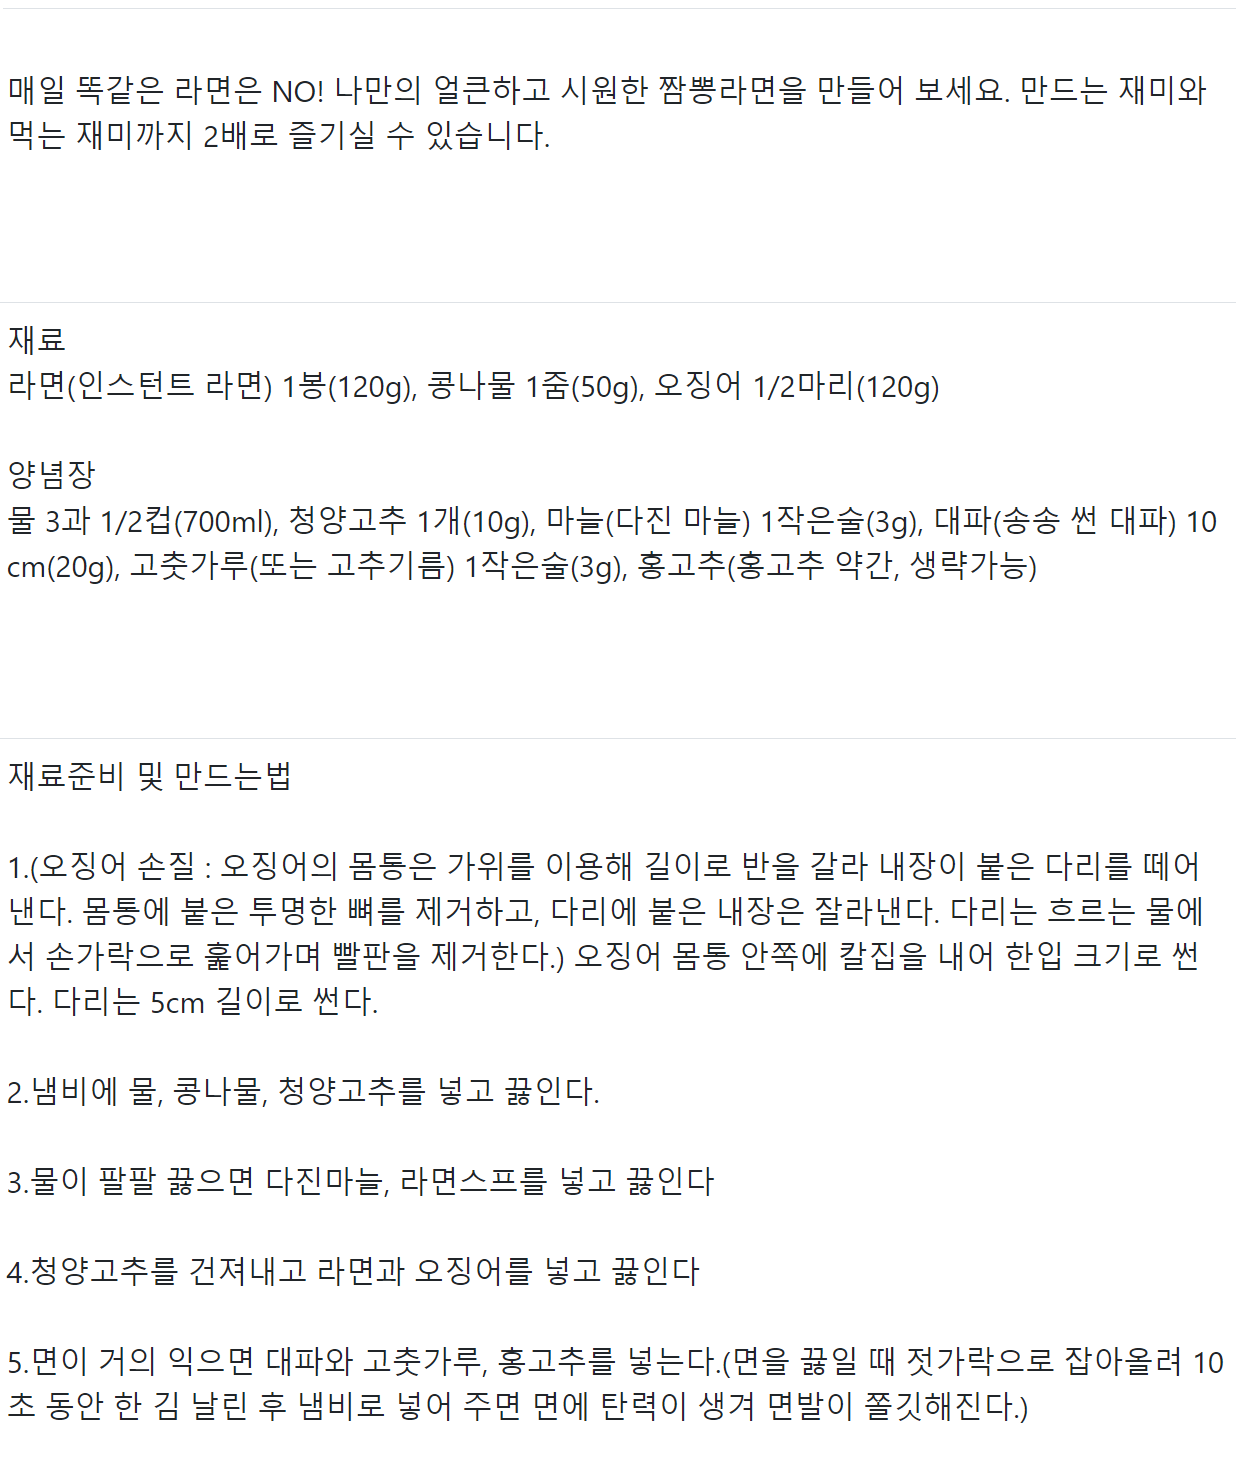 매일 똑같은 라면은 NO! 나만의 얼큰하고 시원한 짬뽕라면을 만들어 보세요. 만드는 재미와
먹는 재미까지 2배로 즐기실 수 있습니다.
재료
라면(인스턴트 라면) 1봉(120g), 콩나물 1줌(50g), 오징어 1/2마리(120g)
양념장
물 3과 1/2컵(700ml), 청양고추 1개(10g), 마늘(다진 마늘) 1작은술(3g), 대파(송송 썬 대파) 10
cm(20g), 고춧가루(또는 고추기름) 1작은술(3g), 홍고추(홍고추 약간, 생략가능)
재료준비 및 만드는법
1.(오징어 손질 : 오징어의 몸통은 가위를 이용해 길이로 반을 갈라 내장이 붙은 다리를 떼어
낸다. 몸통에 붙은 투명한 뼈를 제거하고, 다리에 붙은 내장은 잘라낸다. 다리는 흐르는 물에
서 손가락으로 훑어가며 빨판을 제거한다.) 오징어 몸통 안쪽에 칼집을 내어 한입 크기로 썬
다. 다리는 5cm 길이로 썬다.
2.냄비에 물, 콩나물, 청양고추를 넣고 끓인다.
3.물이 팔팔 끓으면 다진마늘, 라면스프를 넣고 끓인다
4.청양고추를 건져내고 라면과 오징어를 넣고 끓인다
5.면이 거의 익으면 대파와 고춧가루, 홍고추를 넣는다.(면을 끓일 때 젓가락으로 잡아올려 10
초 동안 한 김 날린 후 냄비로 넣어 주면 면에 탄력이 생겨 면발이 쫄깃해진다.)